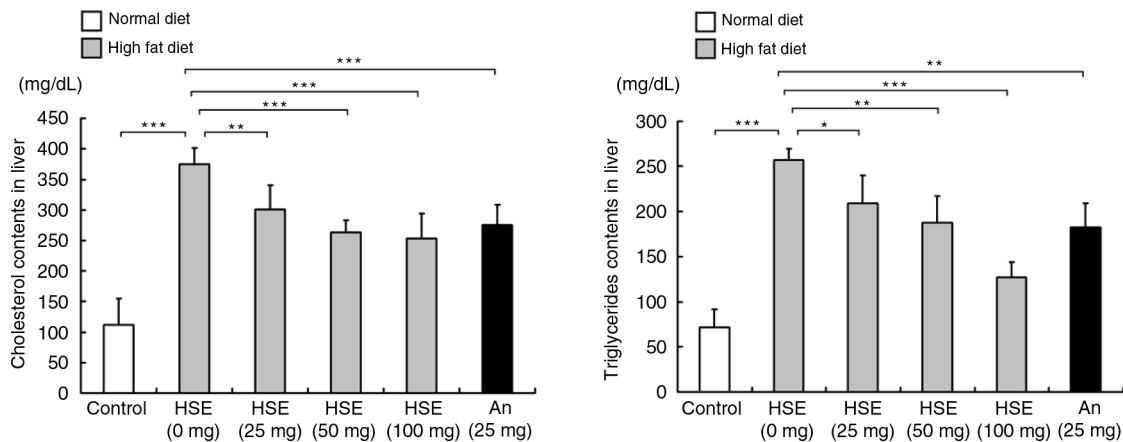 Normal diet
High fat diet
(mg/dL)
Cholesterol contents in liver
450
400
350
300
250
200
150
100
50
0
***
***
***
***
**
Control
HSE
(0 mg)
HSE
(25 mg)
HSE
(50 mg)
HSE
(100 mg)
An
(25 mg)
Normal diet
High fat diet
(mg/dL)
Triglycerides contents in liver
300
250
200
150
100
50
0
**
***
**
***
*
Control
HSE
(0 mg)
HSE
(25 mg)
HSE
(50 mg)
HSE
(100 mg)
An
(25 mg)